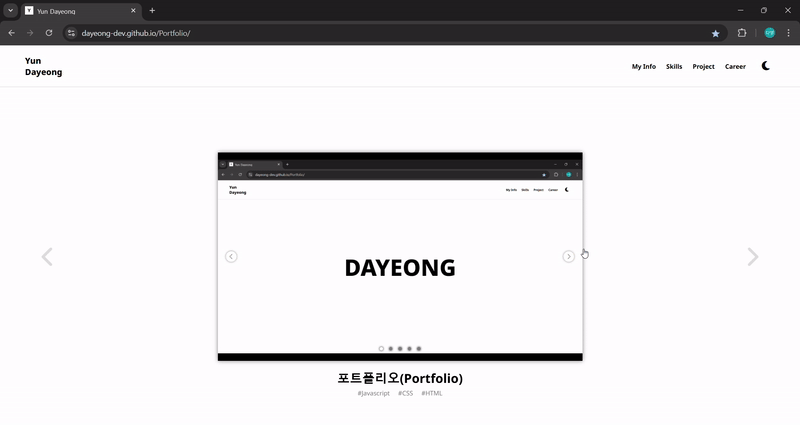 Y Yun Dayeong
dayeong-dev.github.io/Portfolio/
다영
Yun
Dayeong
My Info Skills Project Career
Yun Dayeong
dayeong-dev.github.io/Portfolio/
Yun
Dayeong
My Info Skills Project Career
DAYEONG
포트폴리오(Portfolio)
#Javascript #CSS #HTML